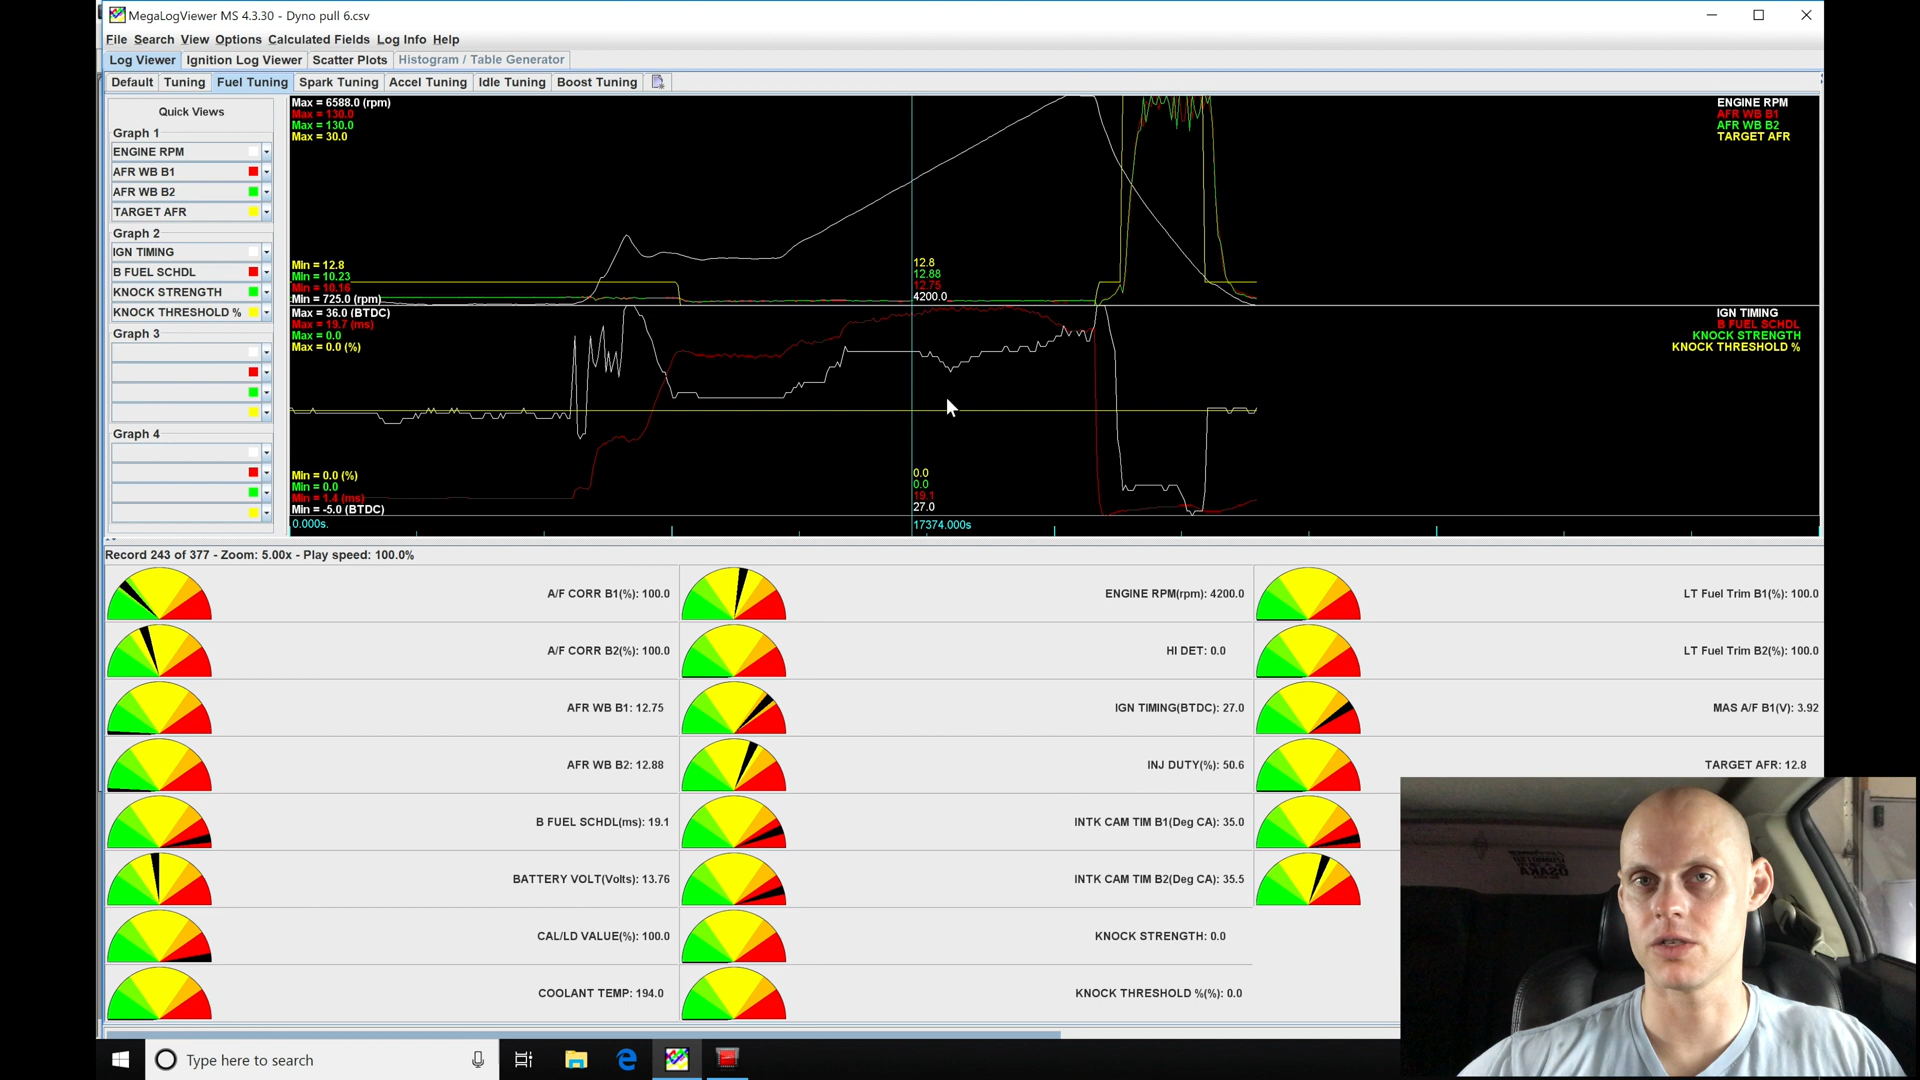 MegaLogViewer MS 4.3.30 - Dyno pull 6.csv
File Search View Options Calculated Fields Log Info Help
Log Viewer Ignition Log Viewer Scatter Plots Histogram / Table Generator
Default Tuning Fuel Tuning Spark Tuning Accel Tuning Idle Tuning Boost Tuning
Quick Views
Graph 1
ENGINE RPM
AFR WB B1
AFR WB B2
TARGET AFR
Graph 2
IGN TIMING
B FUEL SCHDL
KNOCK STRENGTH
KNOCK THRESHOLD %
Graph 3
Graph 4
Max = 6588.0 (rpm)
Max = 130.0
Max = 130.0
Max = 30.0
ENGINE RPM
AFR WB B1
AFR WB B2
TARGET AFR
Min = 12.8
Min = 10.23
Min = 10.16
Min = 725.0 (rpm)
12.8
12.88
12.75
4200.0
Max = 36.0 (BTDC)
Max = 19.7 (ms)
Max = 0.0
Max = 0.0 (%)
IGN TIMING
B FUEL SCHDL
KNOCK STRENGTH
KNOCK THRESHOLD %
Min = 0.0 (%)
Min = 0.0
Min = 1.4 (ms)
Min = -5.0 (BTDC)
0.0
0.0
19.1
27.0
0.000s.
17374.000s
Record 243 of 377 - Zoom: 5.00x - Play speed: 100.0%
A/F CORR B1(%): 100.0
ENGINE RPM(rpm): 4200.0
LT Fuel Trim B1(%): 100.0
A/F CORR B2(%): 100.0
HI DET: 0.0
LT Fuel Trim B2(%): 100.0
AFR WB B1: 12.75
IGN TIMING(BTDC): 27.0
MAS A/F B1(V): 3.92
AFR WB B2: 12.88
INJ DUTY(%): 50.6
TARGET AFR: 12.8
B FUEL SCHDL(ms): 19.1
INTK CAM TIM B1(Deg CA): 35.0
BATTERY VOLT(Volts): 13.76
INTK CAM TIM B2(Deg CA): 35.5
CAL/LD VALUE(%): 100.0
KNOCK STRENGTH: 0.0
COOLANT TEMP: 194.0
KNOCK THRESHOLD %(%): 0.0
Type here to search